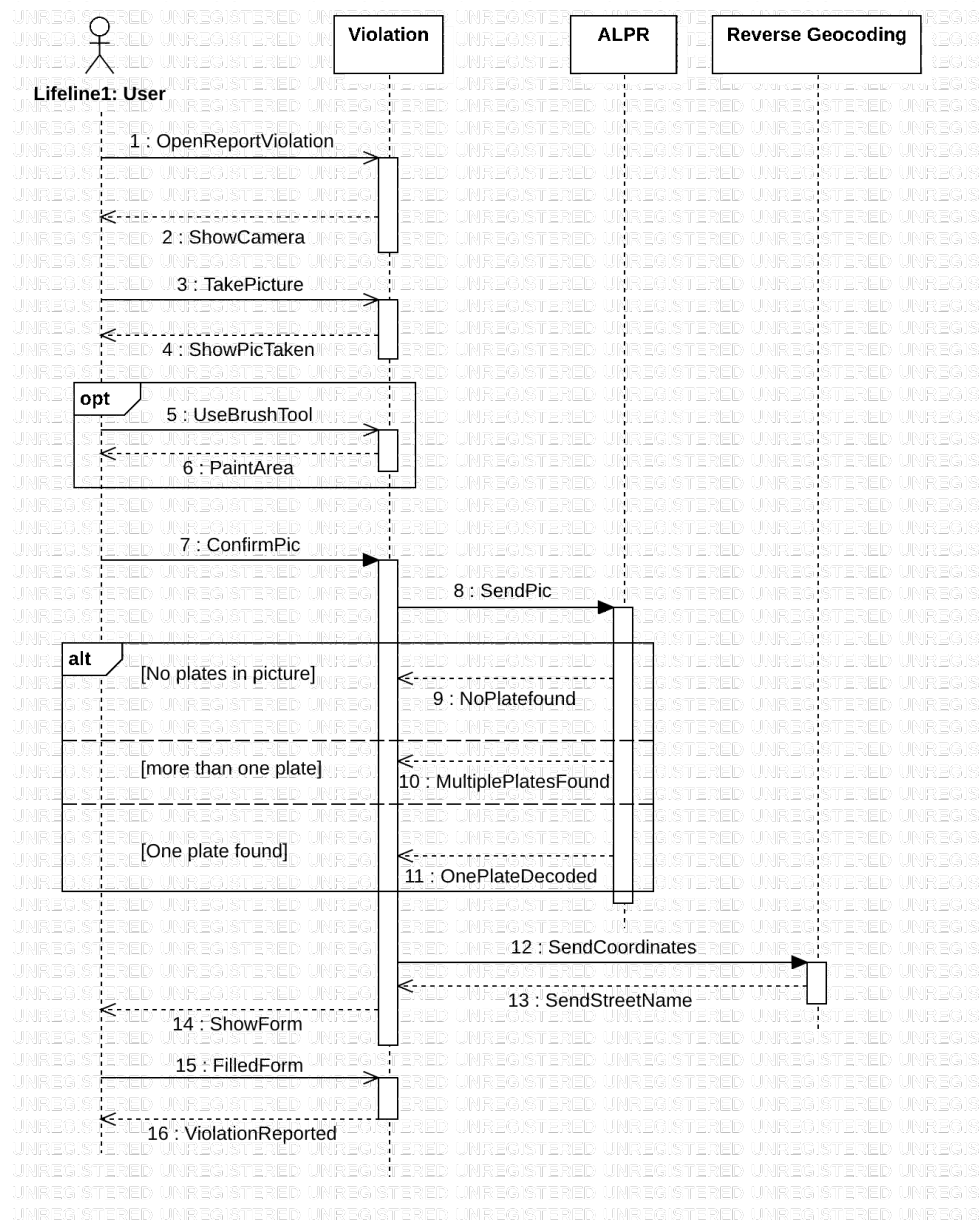 Violation
ALPR
Reverse Geocoding
Lifeline1: User
1 : OpenReportViolation
2 : ShowCamera
3 : TakePicture
4 : ShowPicTaken
opt
5 : UseBrushTool
6 : PaintArea
7 : ConfirmPic
8 : SendPic
alt
[No plates in picture]
9 : NoPlatefound
[more than one plate]
10 : MultiplePlatesFound
[One plate found]
11 : OnePlateDecoded
12 : SendCoordinates
13 : SendStreetName
14 : ShowForm
15 : FilledForm
16 : ViolationReported
UNREGISTERED